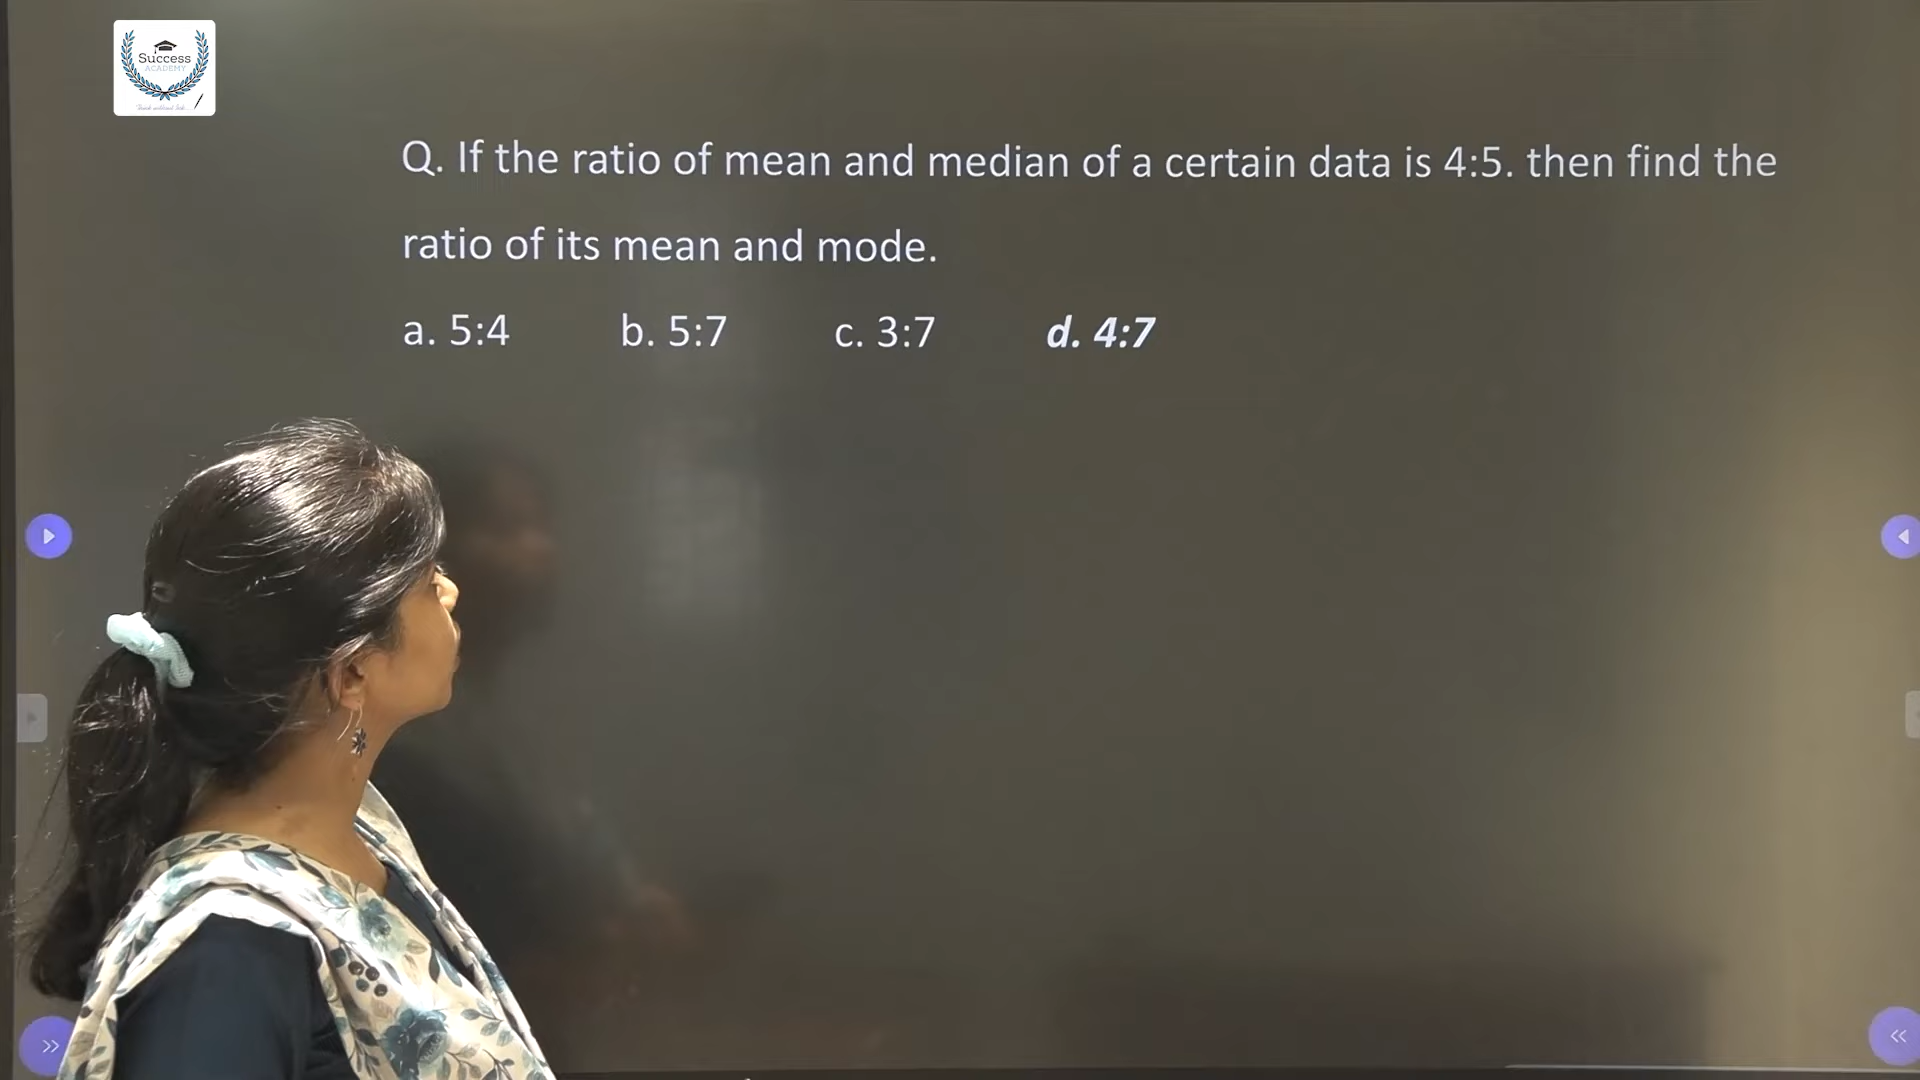 Success
ACADEMY
Q. If the ratio of mean and median of a certain data is 4:5. then find the
ratio of its mean and mode.
a. 5:4 b. 5:7 c. 3:7 d. 4:7